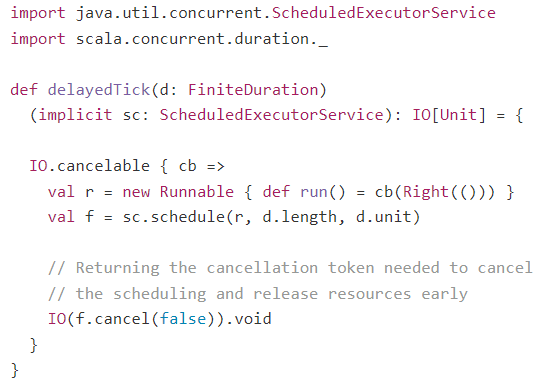 import java.util.concurrent.ScheduledExecutorService
import scala.concurrent.duration._

def delayedTick(d: FiniteDuration)
  (implicit sc: ScheduledExecutorService): IO[Unit] = {

  IO.cancelable { cb =>
    val r = new Runnable { def run() = cb(Right(())) }
    val f = sc.schedule(r, d.length, d.unit)

    // Returning the cancellation token needed to cancel
    // the scheduling and release resources early
    IO(f.cancel(false)).void
  }
}